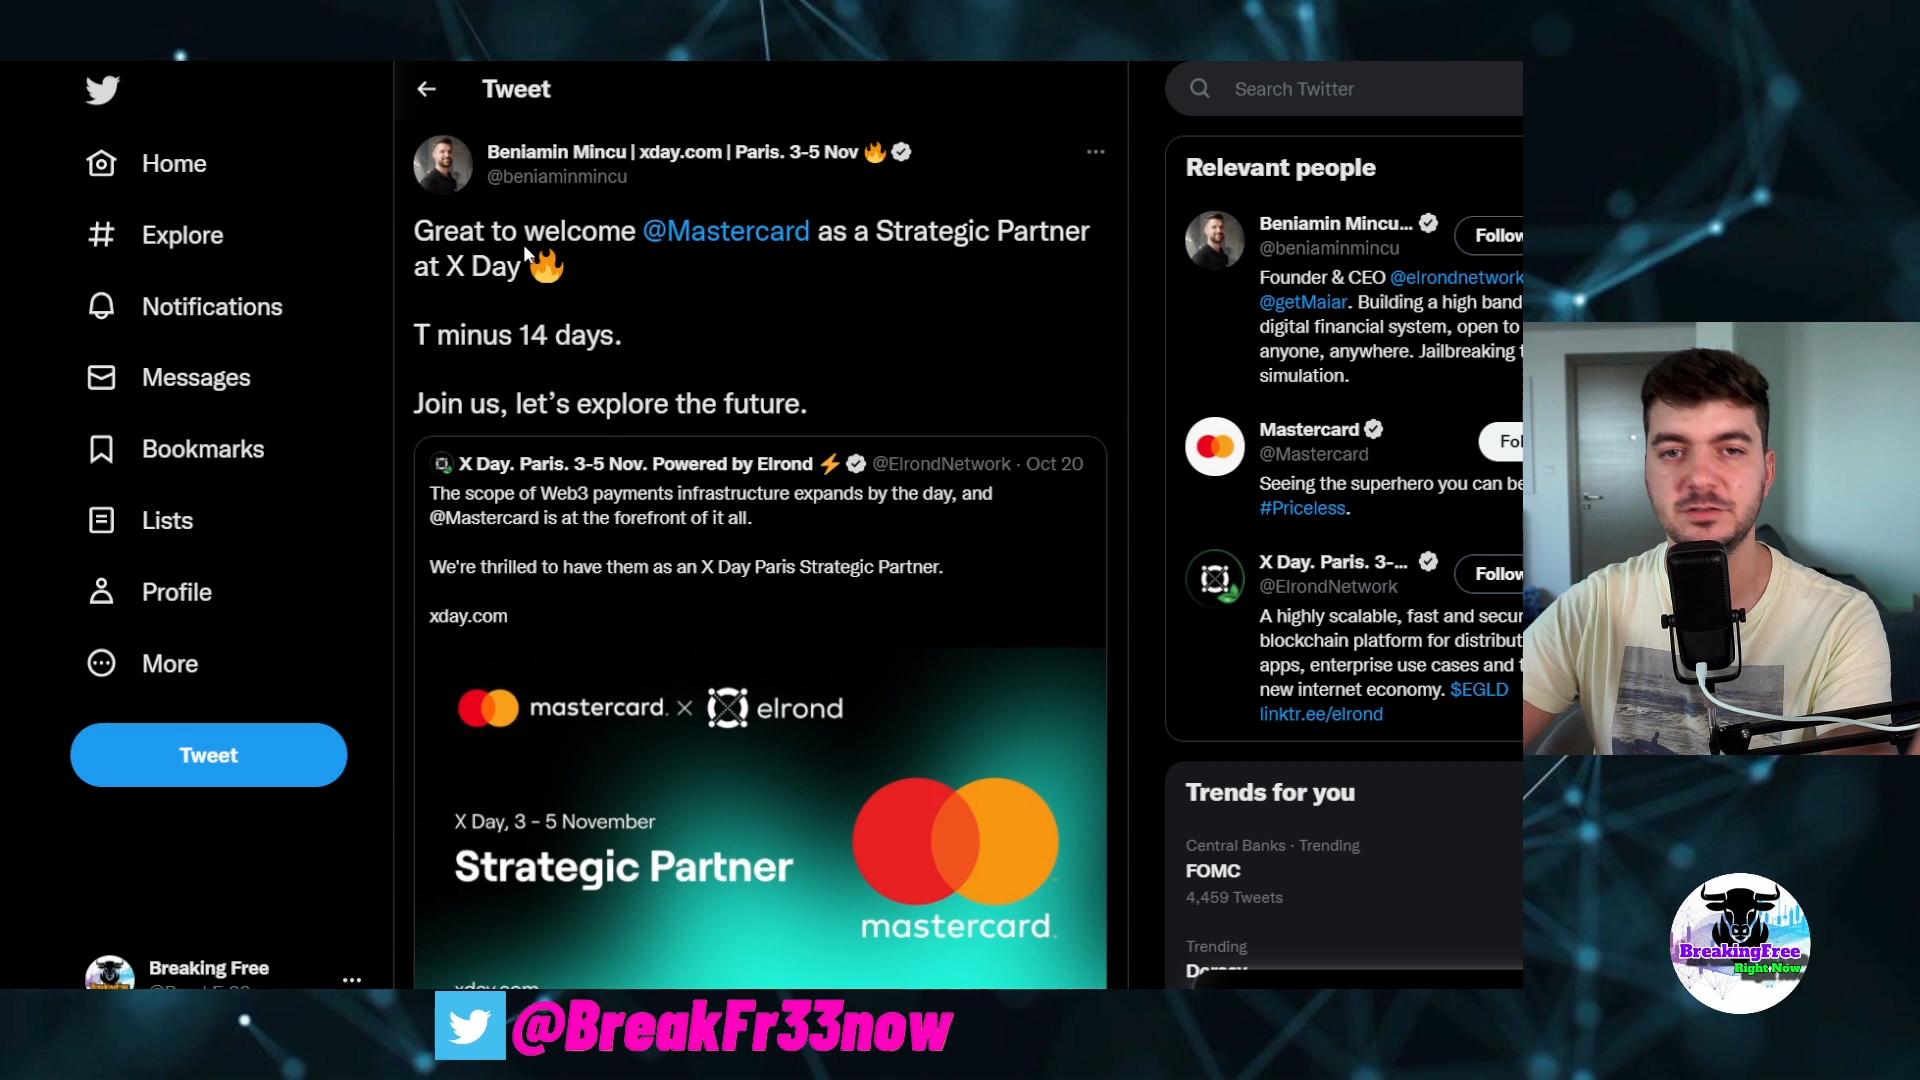 Home
Explore
Notifications
Messages
Bookmarks
Lists
Profile
More
Tweet
Breaking Free
Tweet
Beniamin Mincu | xday.com | Paris. 3-5 Nov 🔥
@beniaminmincu
Great to welcome @Mastercard as a Strategic Partner
at X Day 🔥
T minus 14 days.
Join us, let's explore the future.
X Day. Paris. 3-5 Nov. Powered by Elrond ⚡ @ElrondNetwork · Oct 20
The scope of Web3 payments infrastructure expands by the day, and
@Mastercard is at the forefront of it all.
We're thrilled to have them as an X Day Paris Strategic Partner.
xday.com
mastercard. × elrond
X Day, 3 – 5 November
Strategic Partner
mastercard.
xday.com
Search Twitter
Relevant people
Beniamin Mincu...
Follow
@beniaminmincu
Founder & CEO @elrondnetwork
@getMaiar. Building a high band
digital financial system, open to
anyone, anywhere. Jailbreaking t
simulation.
Mastercard
Fol
@Mastercard
Seeing the superhero you can be
#Priceless.
X Day. Paris. 3-...
Follow
@ElrondNetwork
A highly scalable, fast and secur
blockchain platform for distribut
apps, enterprise use cases and
new internet economy. $EGLD
linktr.ee/elrond
Trends for you
Central Banks · Trending
FOMC
4,459 Tweets
Trending
BreakingFree
Right Now
@BreakFr33now